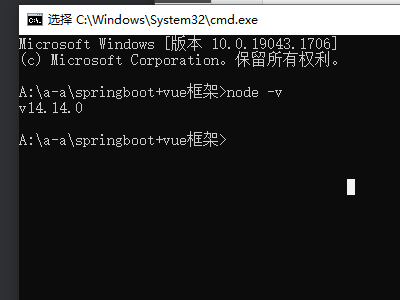 选择 C:\Windows\System32\cmd.exe
Microsoft Windows [版本 10.0.19043.1706]
(c) Microsoft Corporation。保留所有权利。
A:\a-a\springboot+vue框架>node -v
v14.14.0
A:\a-a\springboot+vue框架>